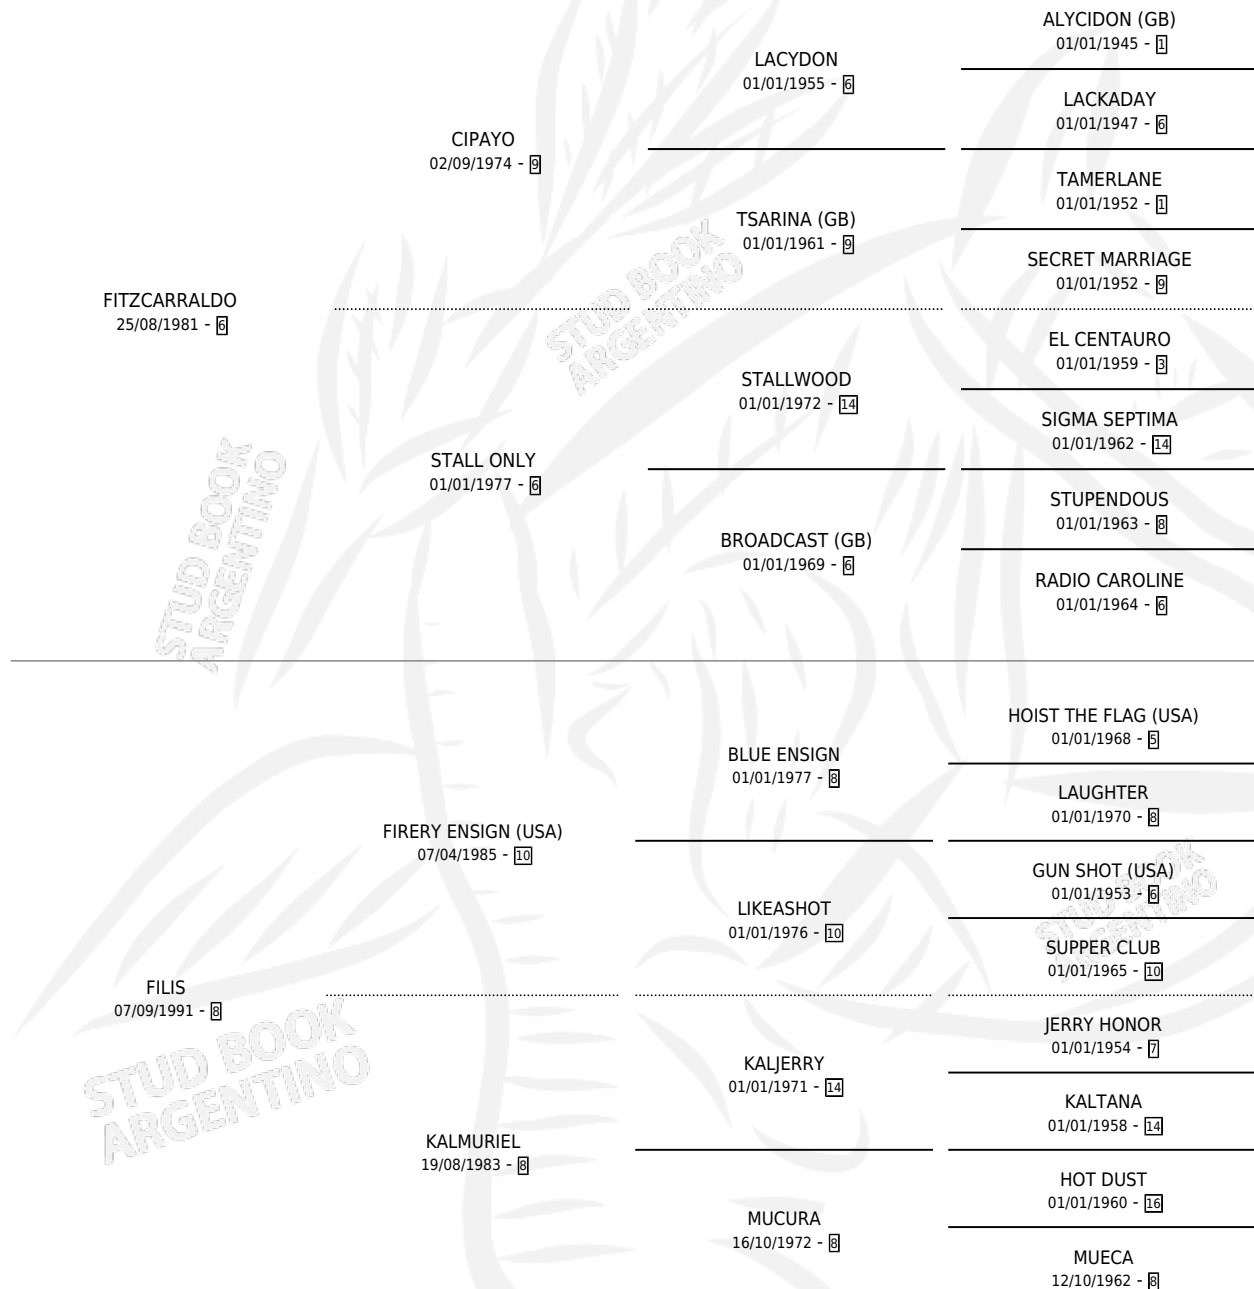 ALYCIDON (GB)
01/01/1945 - 1
LACYDON
01/01/1955 - 6
LACKADAY
01/01/1947 - 6
CIPAYO
02/09/1974 - 9
TAMERLANE
01/01/1952 - 1
TSARINA (GB)
01/01/1961 - 9
SECRET MARRIAGE
01/01/1952 - 9
FITZCARRALDO
25/08/1981 - 6
EL CENTAURO
01/01/1959 - 3
STALLWOOD
01/01/1972 - 14
SIGMA SEPTIMA
01/01/1962 - 14
STALL ONLY
01/01/1977 - 6
STUPENDOUS
01/01/1963 - 8
BROADCAST (GB)
01/01/1969 - 6
RADIO CAROLINE
01/01/1964 - 6
HOIST THE FLAG (USA)
01/01/1968 - 5
BLUE ENSIGN
01/01/1977 - 8
LAUGHTER
01/01/1970 - 8
FIRERY ENSIGN (USA)
07/04/1985 - 10
GUN SHOT (USA)
01/01/1953 - 6
LIKEASHOT
01/01/1976 - 10
SUPPER CLUB
01/01/1965 - 10
FILIS
07/09/1991 - 8
JERRY HONOR
01/01/1954 - 7
KALJERRY
01/01/1971 - 14
KALTANA
01/01/1958 - 14
KALMURIEL
19/08/1983 - 8
HOT DUST
01/01/1960 - 16
MUCURA
16/10/1972 - 8
MUECA
12/10/1962 - 8
STUD BOOK
ARGENTINO
STUD BOOK
ARGENTINO
STUD BOOK
ARGENTINO
STUD BOOK
ARGENTINO